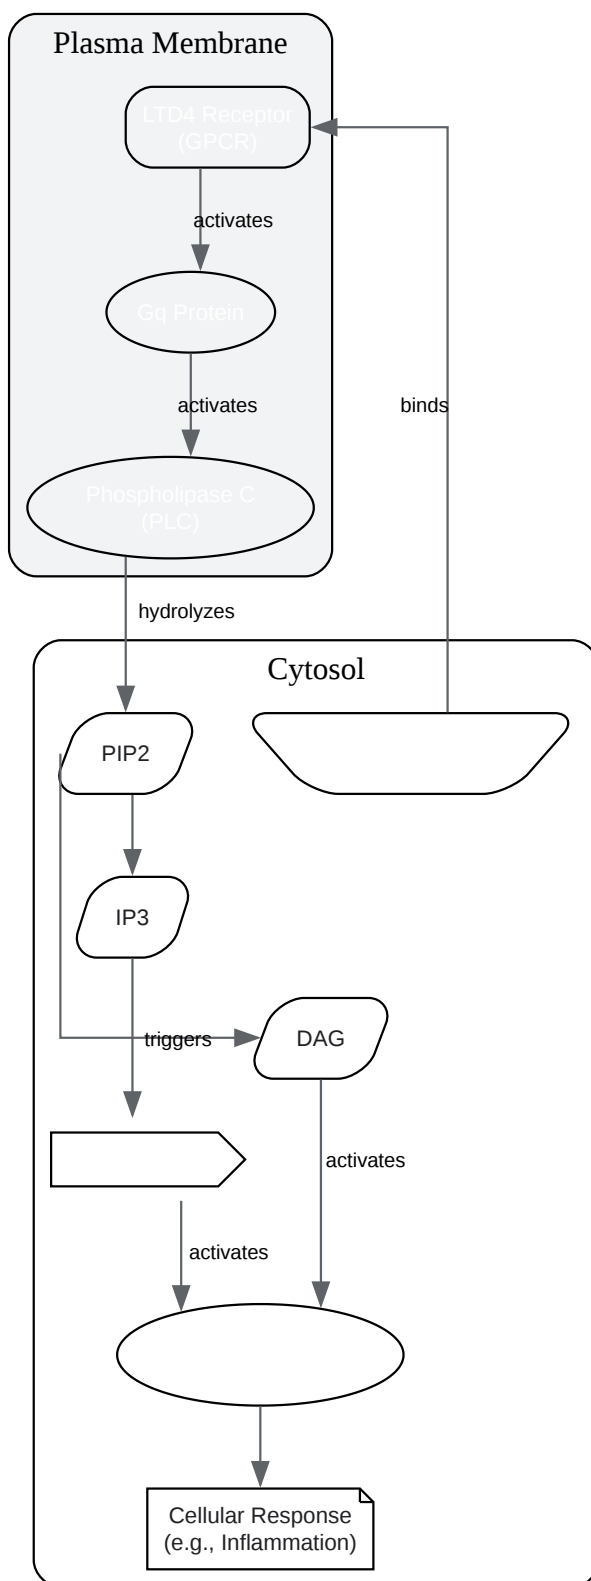 Plasma Membrane
LTD4 Receptor
(GPCR)
activates
Gq Protein
activates
binds
Phospholipase C
(PLC)
hydrolyzes
Cytosol
PIP2
IP3
triggers
DAG
activates
activates
Cellular Response
(e.g., Inflammation)